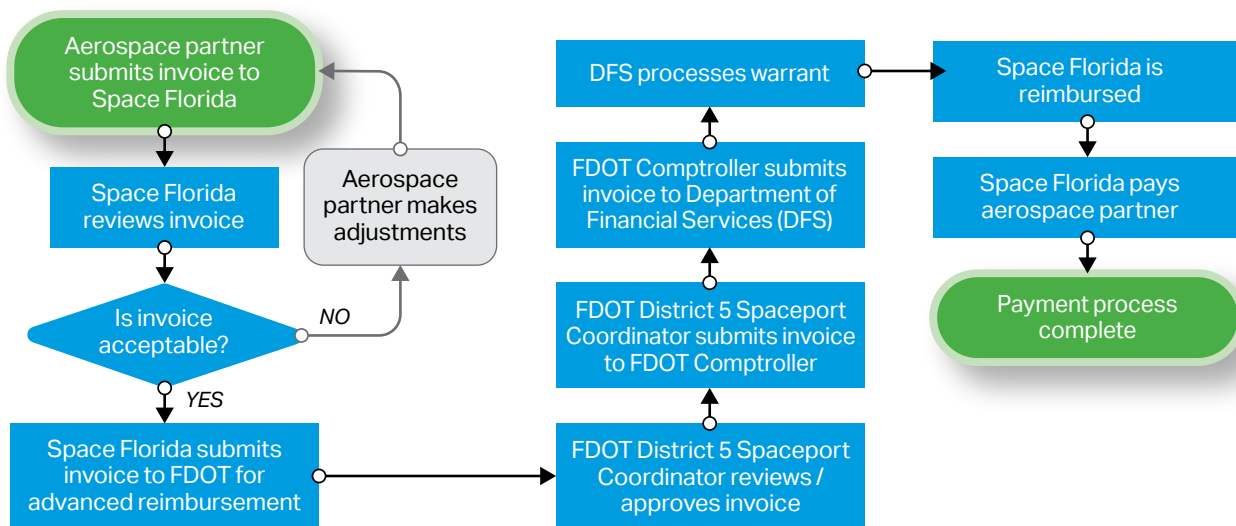 Aerospace partner
submits invoice to
Space Florida
Space Florida
reviews invoice
Is invoice
acceptable?
NO
Aerospace
partner makes
adjustments
YES
Space Florida submits
invoice to FDOT for
advanced reimbursement
FDOT District 5 Spaceport
Coordinator reviews /
approves invoice
FDOT District 5 Spaceport
Coordinator submits invoice
to FDOT Comptroller
FDOT Comptroller submits
invoice to Department of
Financial Services (DFS)
DFS processes warrant
Space Florida is
reimbursed
Space Florida pays
aerospace partner
Payment process
complete